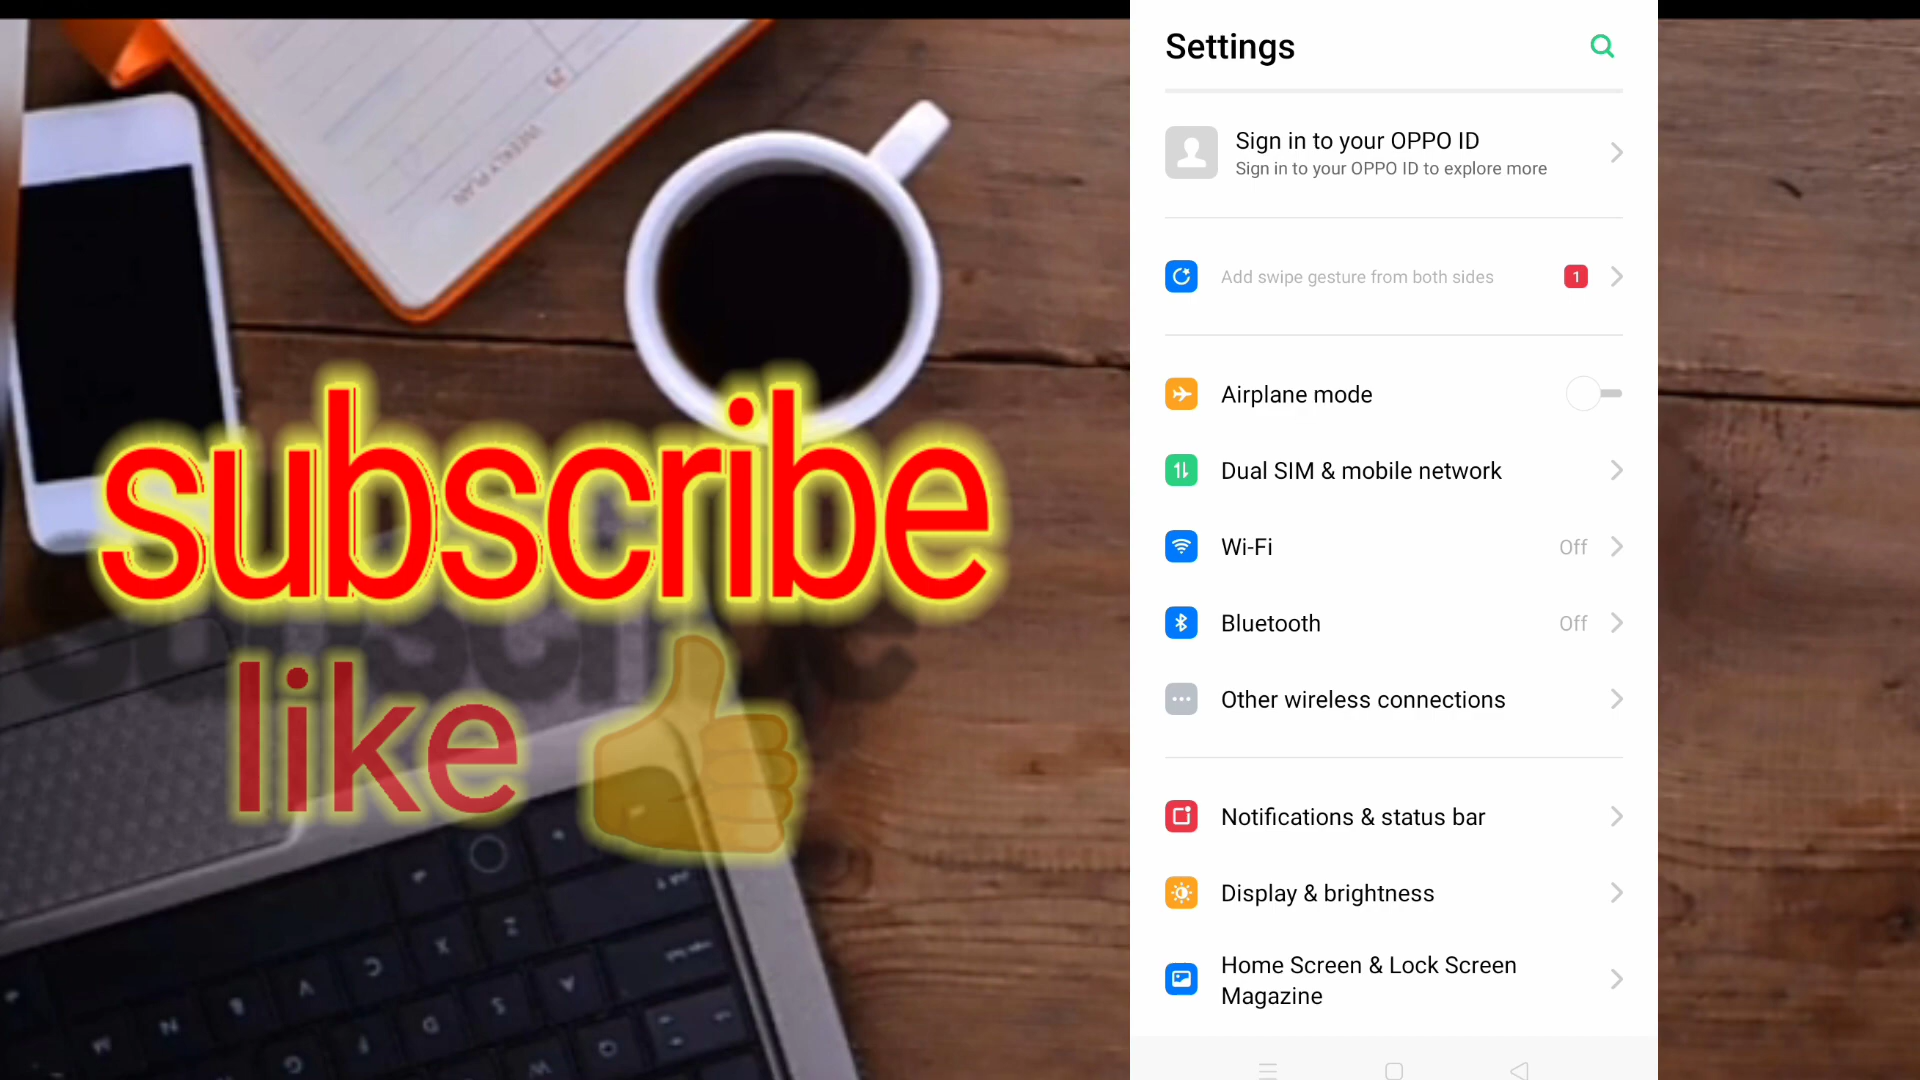 Settings
Sign in to your OPPO ID
Sign in to your OPPO ID to explore more
Add swipe gesture from both sides
1
Airplane mode
Dual SIM & mobile network
Wi-Fi
Off
Bluetooth
Off
Other wireless connections
Notifications & status bar
Display & brightness
Home Screen & Lock Screen
Magazine
WEEKLY PLAN
subscribe
like
Z
X
C
V
B
N
M
A
S
D
F
G
Q
W